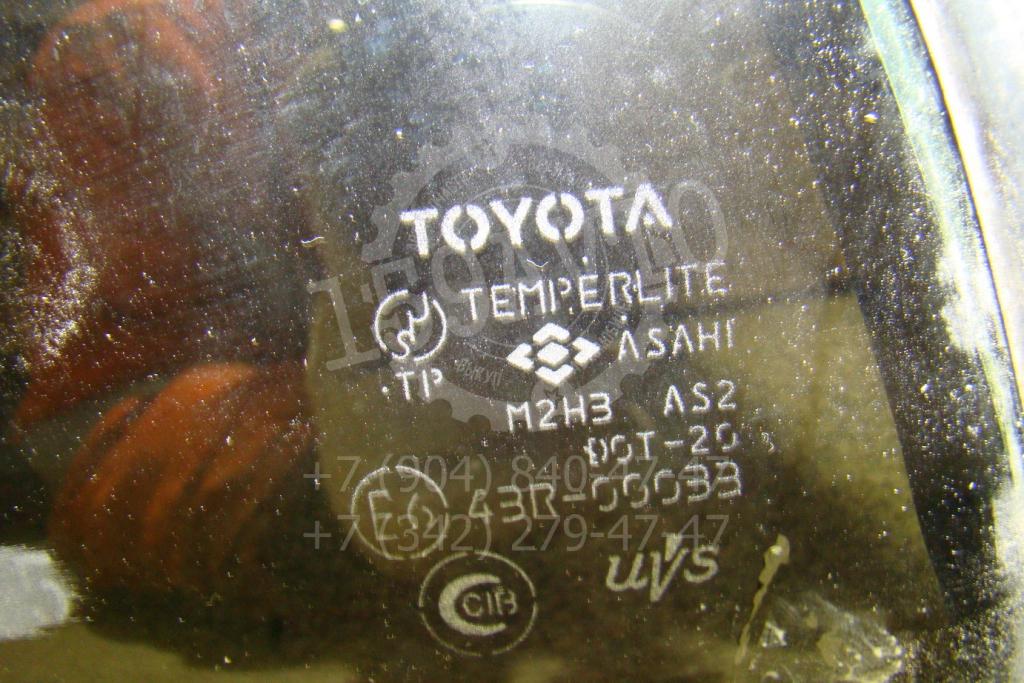 TOYOTA
TEMPERLITE
TP
ASAHI
M2H3 AS2
DOT-20
E6 43R-00033
uVs
+7 (904) 840-47-47
+7 (342) 279-47-47